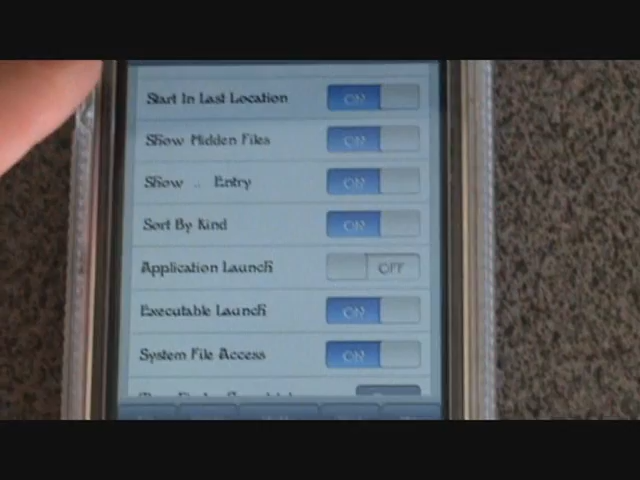 Start In Last Location ON
Show Hidden Files ON
Show .. Entry ON
Sort By Kind ON
Application Launch OFF
Executable Launch ON
System File Access ON